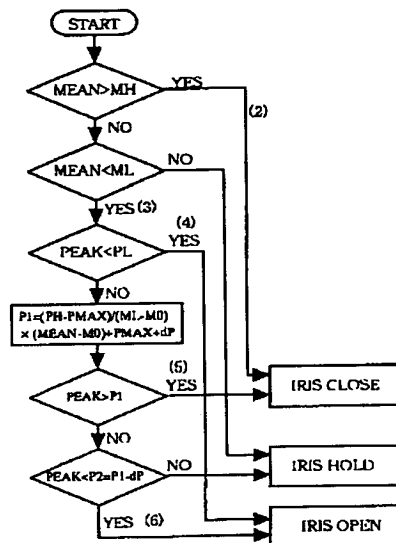 START
MEAN>MH
YES
(2)
NO
MEAN<ML
NO
YES (3)
(4)
PEAK<PL
YES
NO
P1=(PH-PMAX)/(ML-M0)
× (MEAN-M0)+PMAX+dP
(5)
PEAK>P1
YES
IRIS CLOSE
NO
PEAK<P2=P1-dP
NO
IRIS HOLD
YES (6)
IRIS OPEN